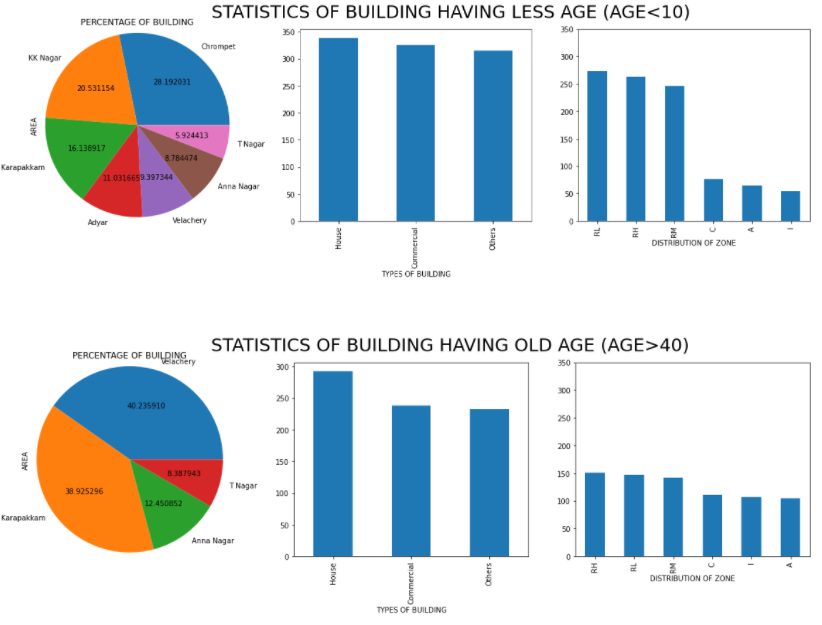 STATISTICS OF BUILDING HAVING LESS AGE (AGE<10)
PERCENTAGE OF BUILDING
Chrompet
KK Nagar
28.192031
20.531154
AREA
5.924413
T Nagar
16.138917
8.784474
Karapakkam
11.031665
9.397344
Anna Nagar
Adyar
Velachery
350
300
250
200
150
100
50
0
House
Commercial
Others
TYPES OF BUILDING
350
300
250
200
150
100
50
0
RL
RH
RM
C
A
I
DISTRIBUTION OF ZONE
STATISTICS OF BUILDING HAVING OLD AGE (AGE>40)
PERCENTAGE OF BUILDING
Velachery
40.235910
AREA
8.387943
T Nagar
38.925296
12.450852
Karapakkam
Anna Nagar
300
250
200
150
100
50
0
House
Commercial
Others
TYPES OF BUILDING
350
300
250
200
150
100
50
0
RH
RL
RM
C
I
A
DISTRIBUTION OF ZONE